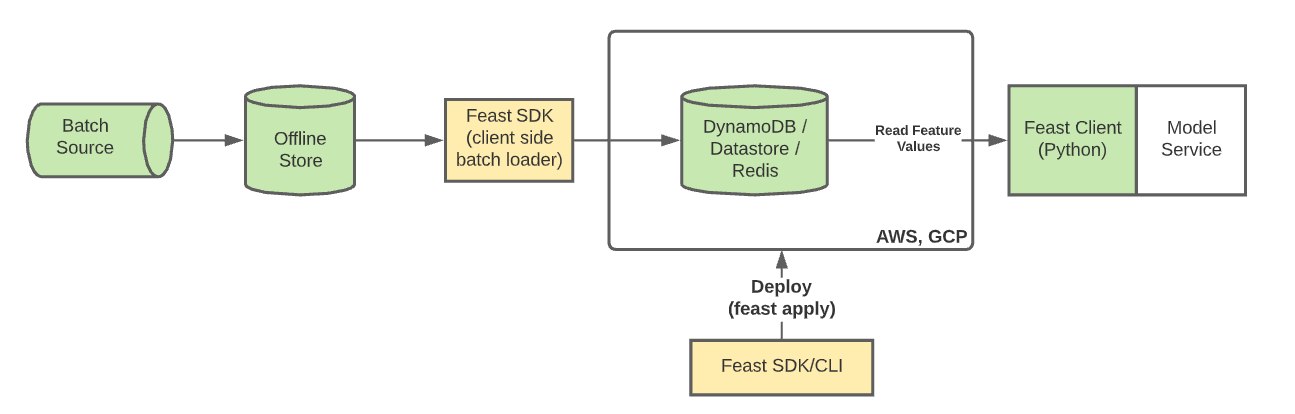 Batch
Source
Offline
Store
Feast SDK
(client side
batch loader)
DynamoDB /
Datastore /
Redis
Read Feature
Values
Feast Client
(Python)
Model
Service
AWS, GCP
Deploy
(feast apply)
Feast SDK/CLI